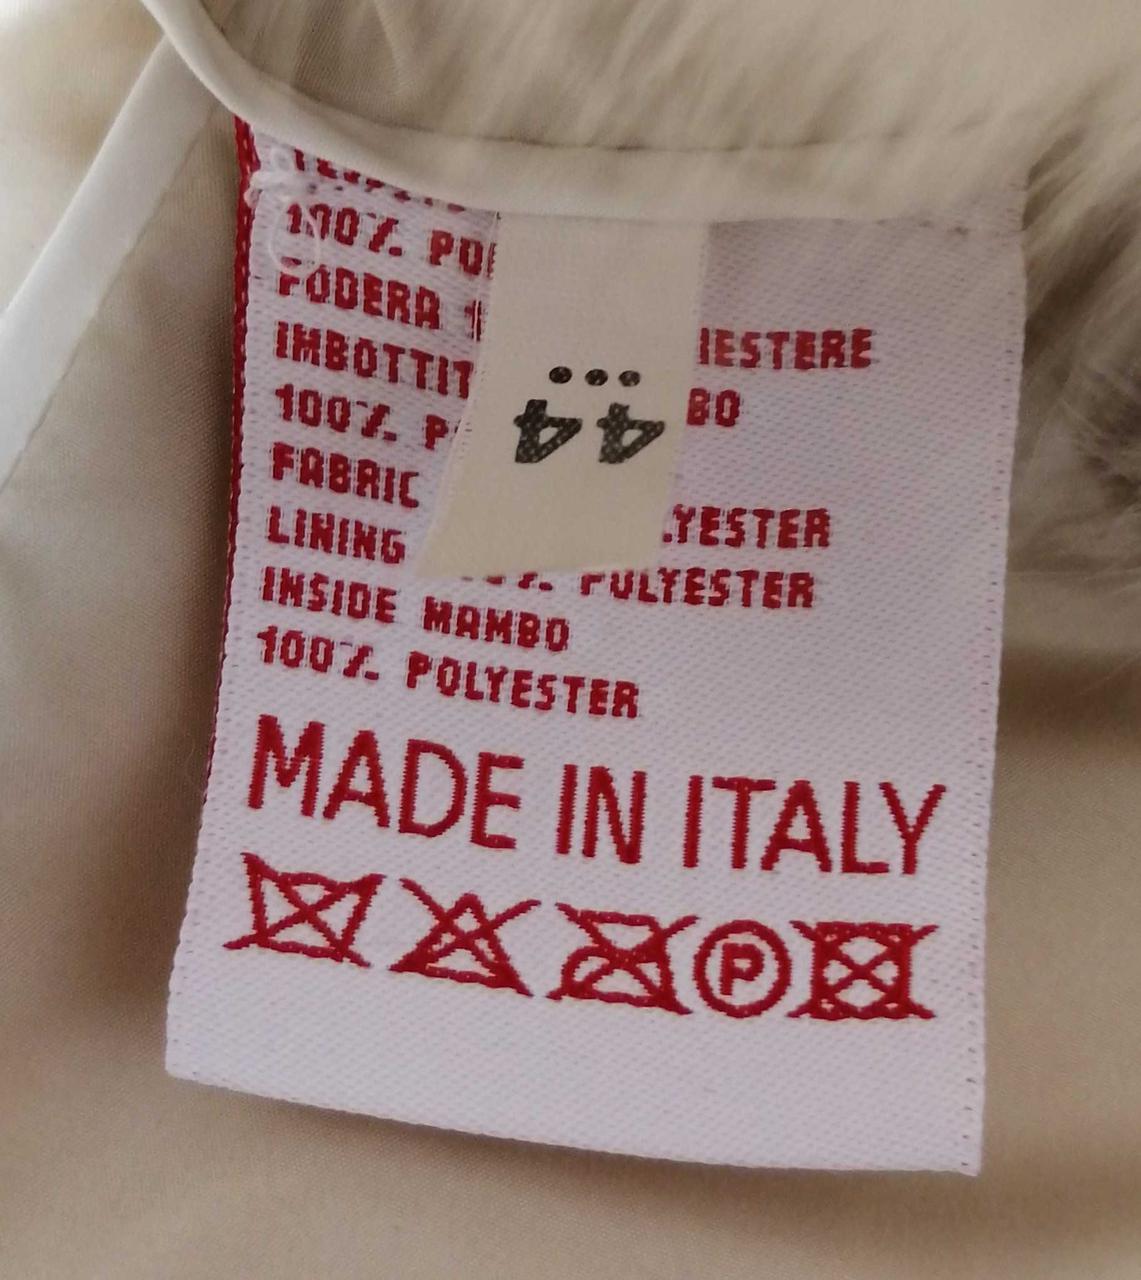 100% PO
FODERA 1 IESTERE
IMBOTTIT BO
100% P
FABRIC YESTER
LINING % POLYESTER
INSIDE MAMBO
100% POLYESTER
MADE IN ITALY
P
44